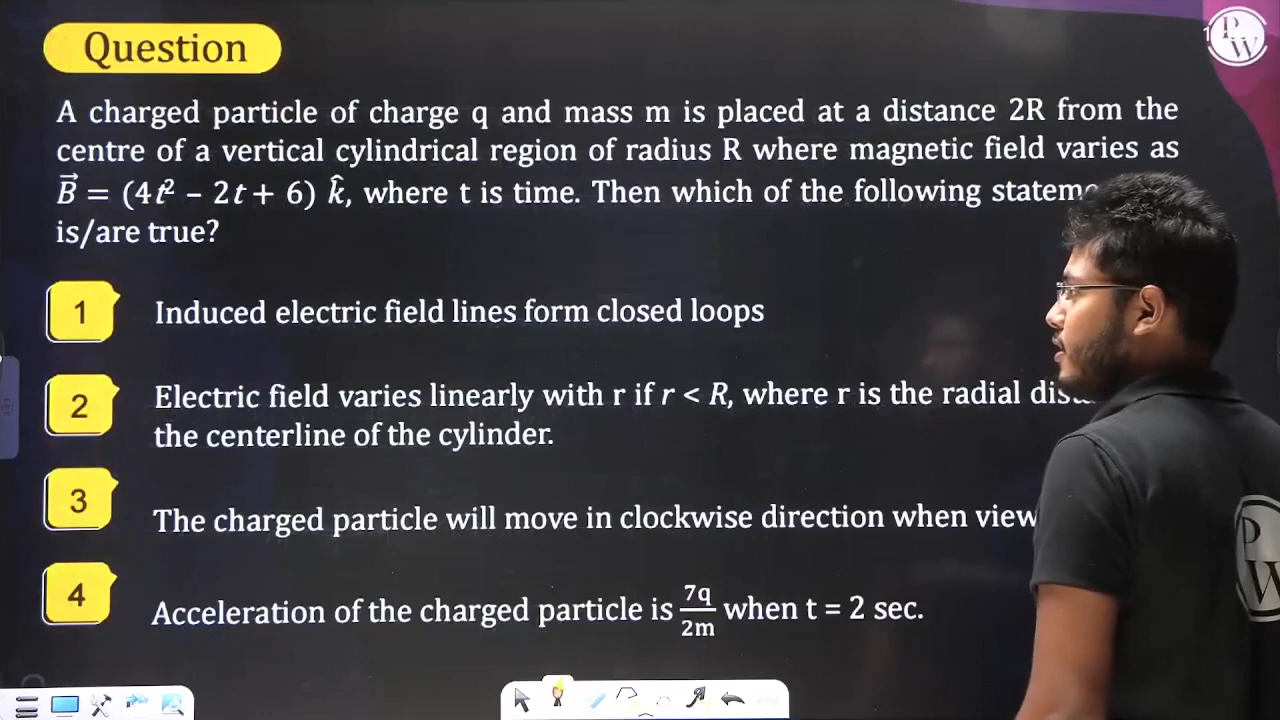 Question
A charged particle of charge q and mass m is placed at a distance 2R from the
centre of a vertical cylindrical region of radius R where magnetic field varies as
B⃗ = (4t² – 2t + 6) k̂, where t is time. Then which of the following
is/are true?
1
Induced electric field lines form closed loops
2
Electric field varies linearly with r if r < R, where r is the radial
the centerline of the cylinder.
3
The charged particle will move in clockwise direction when
4
Acceleration of the charged particle is 7q/2m when t = 2 sec.
PW
PW